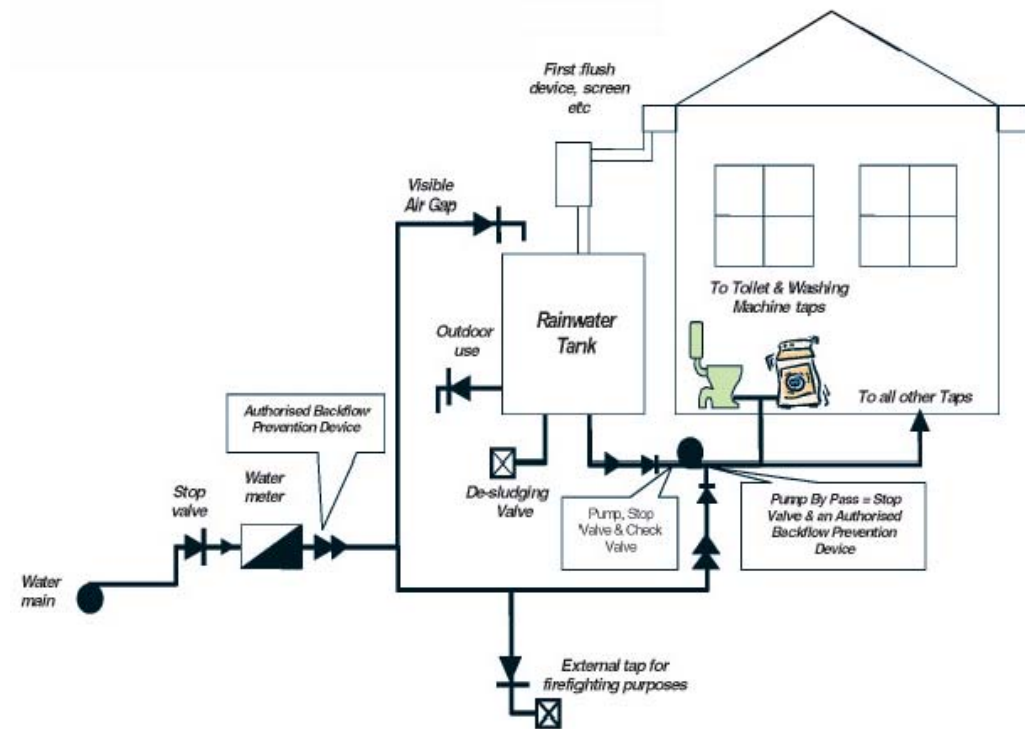 First flush
device, screen
etc
Visible
Air Gap
To Toilet & Washing
Machine taps
Rainwater
Tank
Outdoor
use
To all other Taps
Authorised Backflow
Prevention Device
Water
meter
Stop
valve
De-sludging
Valve
Pump, Stop
Valve & Check
Valve
Pump By Pass = Stop
Valve & an Authorised
Backflow Prevention
Device
Water
main
External tap for
firefighting purposes